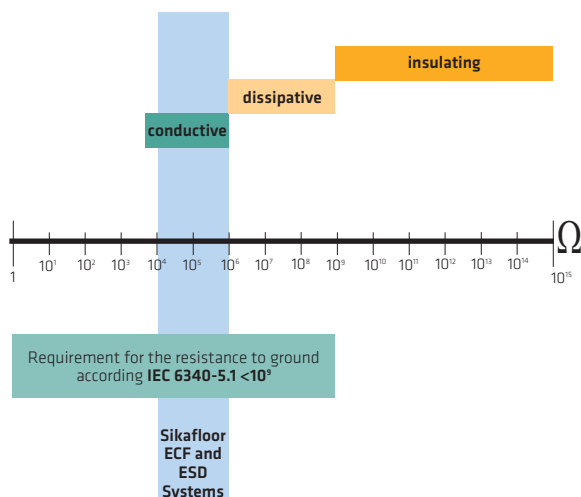 insulating
dissipative
conductive
Ω
1 10¹ 10² 10³ 10⁴ 10⁵ 10⁶ 10⁷ 10⁸ 10⁹ 10¹⁰ 10¹¹ 10¹² 10¹³ 10¹⁴ 10¹⁵
Requirement for the resistance to ground
according IEC 6340-5.1 <10⁹
Sikafloor
ECF and
ESD
Systems